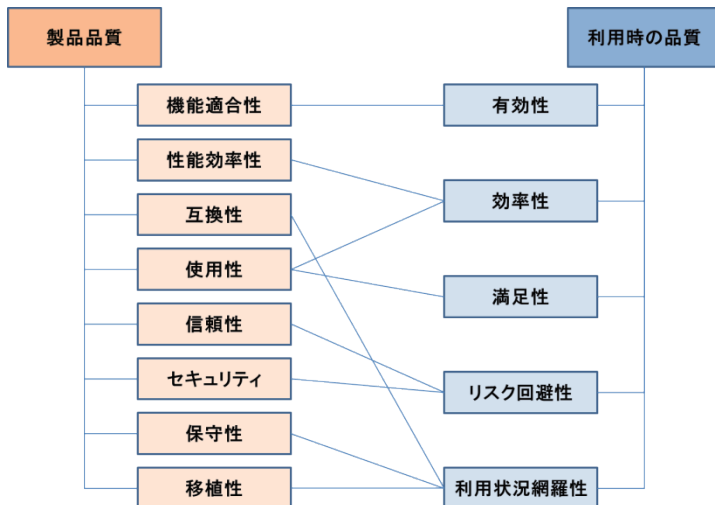 製品品質
利用時の品質
機能適合性
有効性
性能効率性
効率性
互換性
使用性
満足性
信頼性
セキュリティ
リスク回避性
保守性
移植性
利用状況網羅性